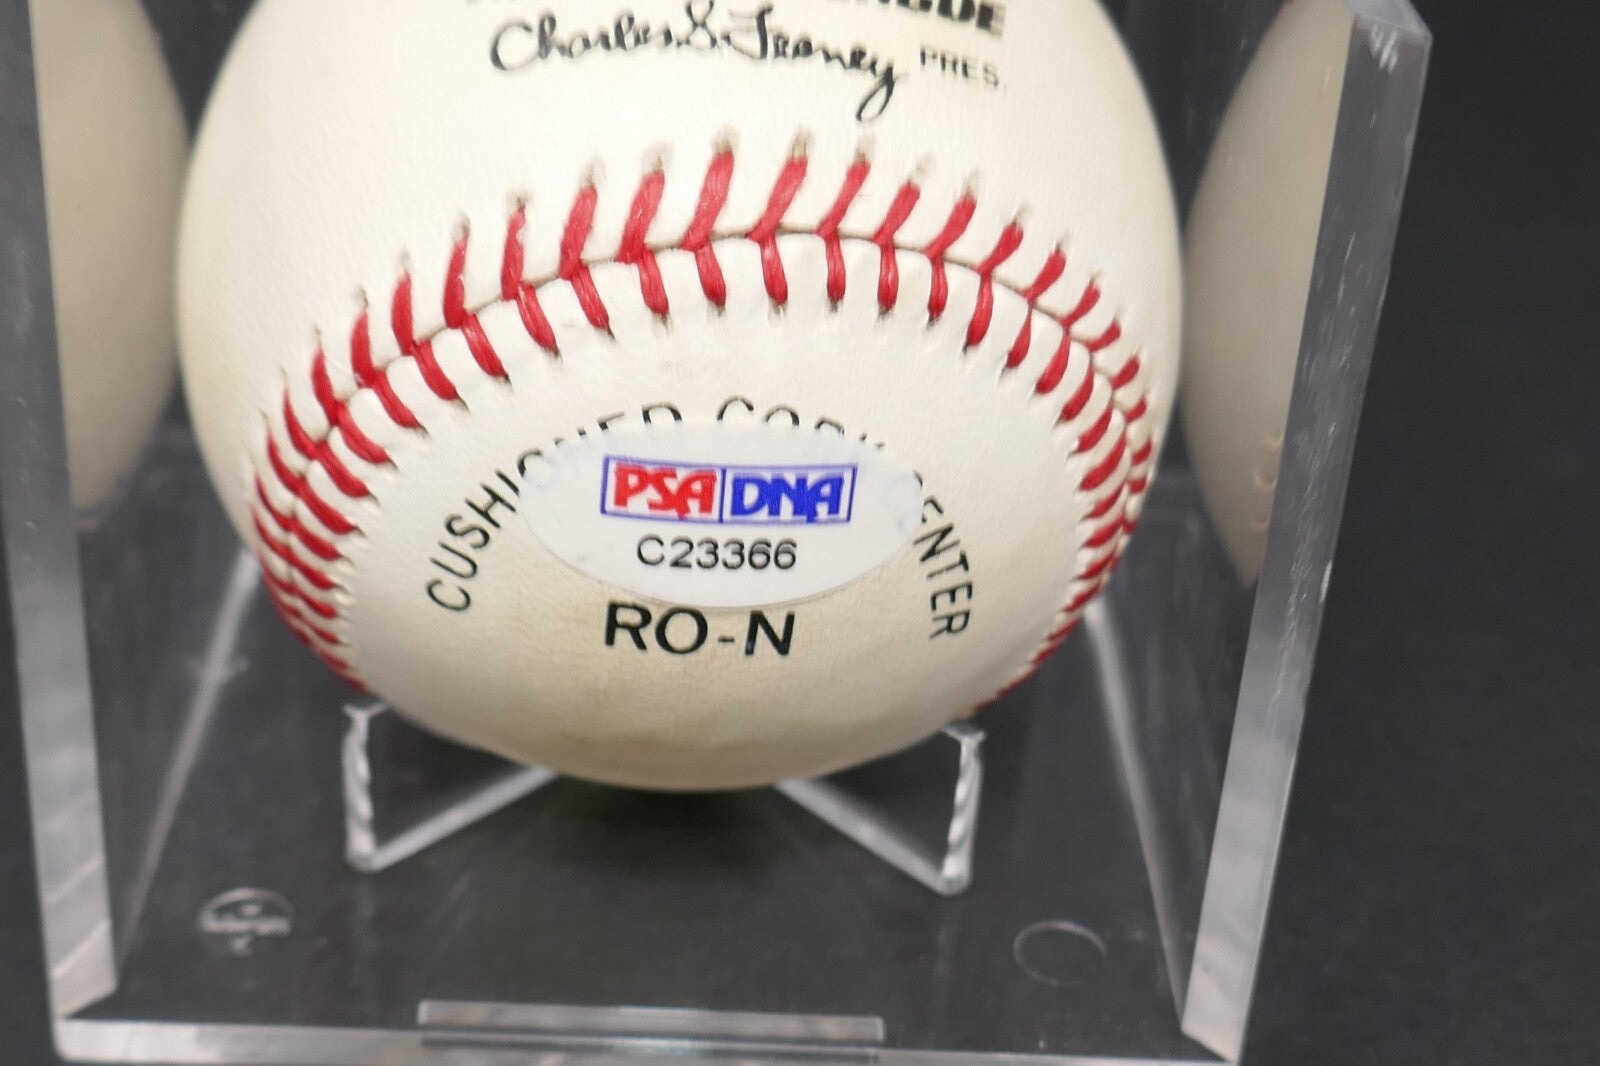 Charles S. Feeney PRES.
CUSHIONED CORK CENTER
PSA DNA
C23366
RO-N